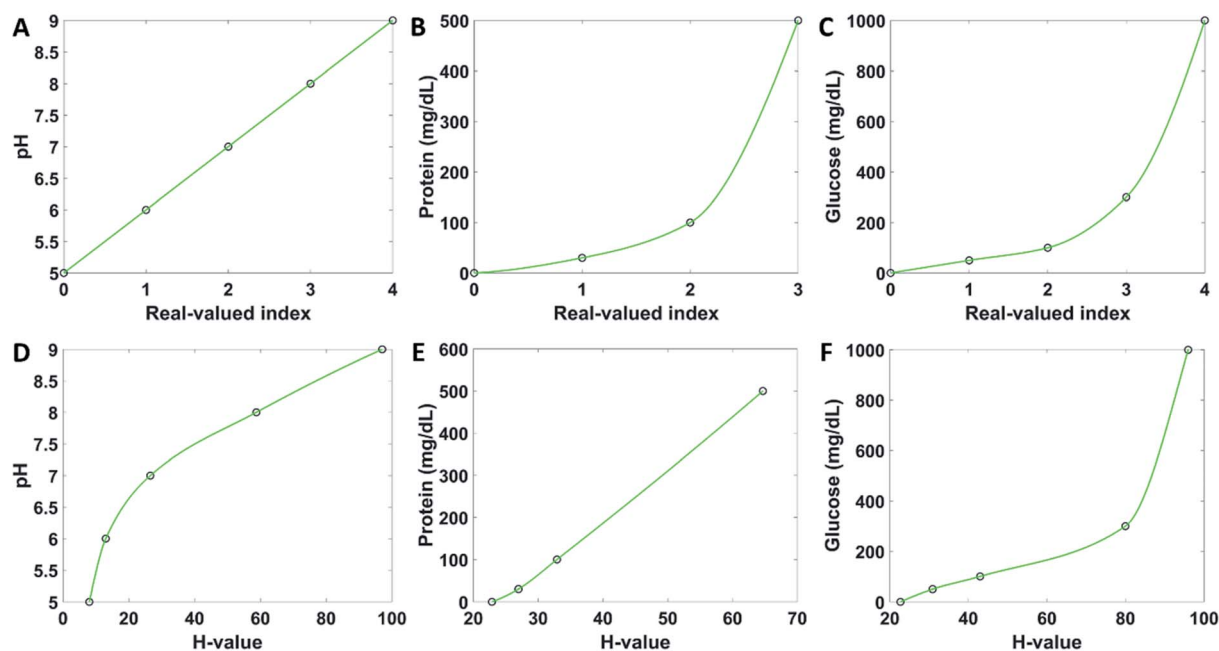 A
pH
9
8.5
8
7.5
7
6.5
6
5.5
5
0 1 2 3 4
Real-valued index
B
Protein (mg/dL)
500
400
300
200
100
0
0 1 2 3
Real-valued index
C
Glucose (mg/dL)
1000
800
600
400
200
0
0 1 2 3 4
Real-valued index
D
pH
9
8.5
8
7.5
7
6.5
6
5.5
5
0 20 40 60 80 100
H-value
E
Protein (mg/dL)
600
500
400
300
200
100
0
20 30 40 50 60 70
H-value
F
Glucose (mg/dL)
1000
800
600
400
200
0
20 40 60 80 100
H-value